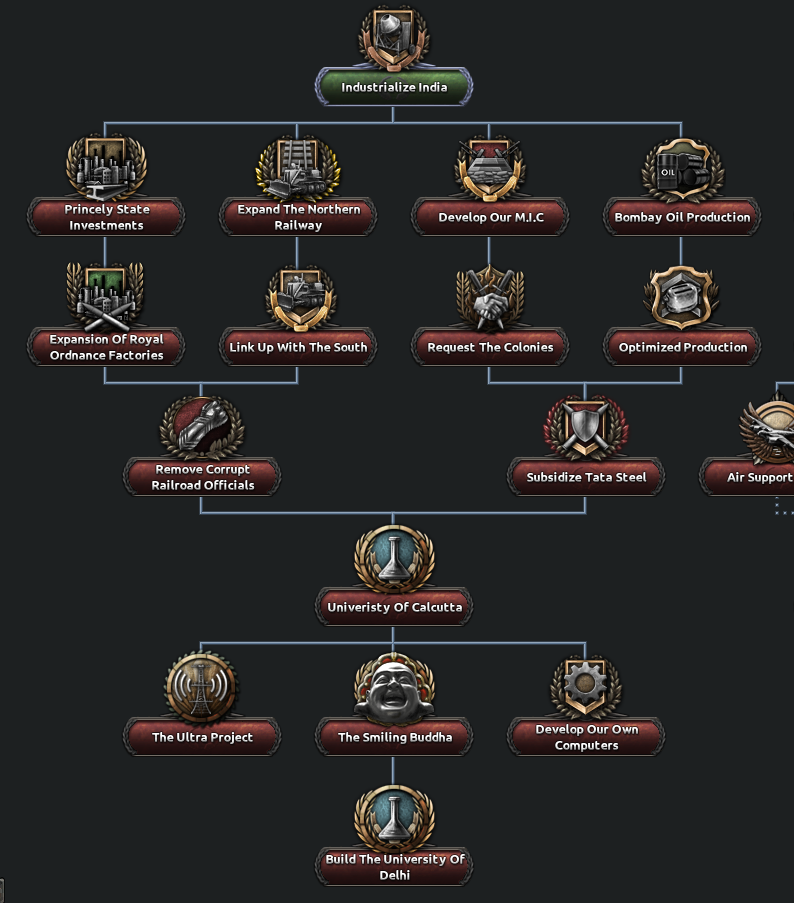 Industrialize India
OIL
Princely State
Investments
Expand The Northern
Railway
Develop Our M.I.C
Bombay Oil Production
Expansion Of Royal
Ordnance Factories
Link Up With The South
Request The Colonies
Optimized Production
Remove Corrupt
Railroad Officials
Subsidize Tata Steel
Air Support
Univeristy Of Calcutta
The Ultra Project
The Smiling Buddha
Develop Our Own
Computers
Build The University Of
Delhi